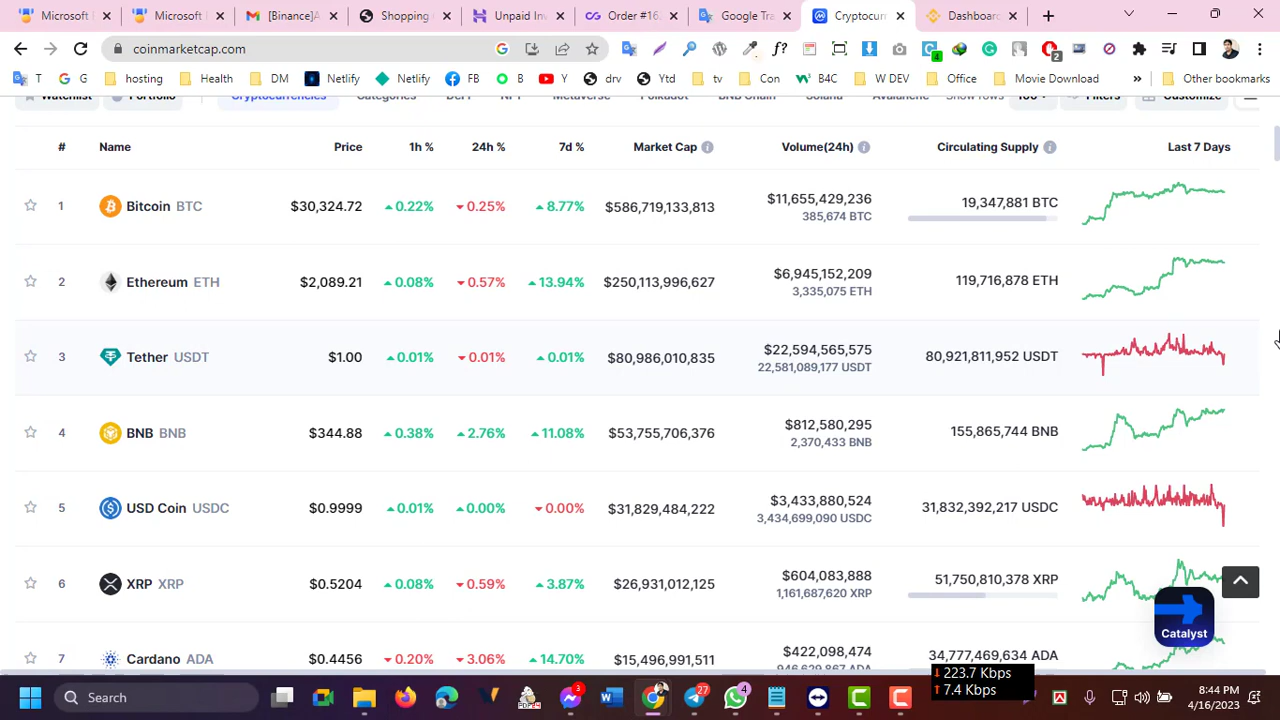 Microsoft R
Microsoft R
[Binance]A
Shopping
Unpaid Inv
Order #16
Google Tra
Cryptocurr
Dashboard
coinmarketcap.com
T G hosting Health DM Netlify Netlify FB B Y drv Ytd tv Con B4C W DEV Office Movie Download » Other bookmarks
Watchlist Portfolio Cryptocurrencies Categories DeFi NFT Metaverse Polkadot BNB Chain Solana Avalanche Show rows 100 Filters Customize
# Name Price 1h % 24h % 7d % Market Cap Volume(24h) Circulating Supply Last 7 Days
1 Bitcoin BTC $30,324.72 0.22% 0.25% 8.77% $586,719,133,813 $11,655,429,236 19,347,881 BTC
385,674 BTC
2 Ethereum ETH $2,089.21 0.08% 0.57% 13.94% $250,113,996,627 $6,945,152,209 119,716,878 ETH
3,335,075 ETH
3 Tether USDT $1.00 0.01% 0.01% 0.01% $80,986,010,835 $22,594,565,575 80,921,811,952 USDT
22,581,089,177 USDT
4 BNB BNB $344.88 0.38% 2.76% 11.08% $53,755,706,376 $812,580,295 155,865,744 BNB
2,370,433 BNB
5 USD Coin USDC $0.9999 0.01% 0.00% 0.00% $31,829,484,222 $3,433,880,524 31,832,392,217 USDC
3,434,699,090 USDC
6 XRP XRP $0.5204 0.08% 0.59% 3.87% $26,931,012,125 $604,083,888 51,750,810,378 XRP
1,161,687,620 XRP
Catalyst
7 Cardano ADA $0.4456 0.20% 3.06% 14.70% $15,496,991,511 $422,098,474 34,777,469,634 ADA
946,629,867 ADA
223.7 Kbps
7.4 Kbps
Search
3
27
4
8:44 PM
4/16/2023